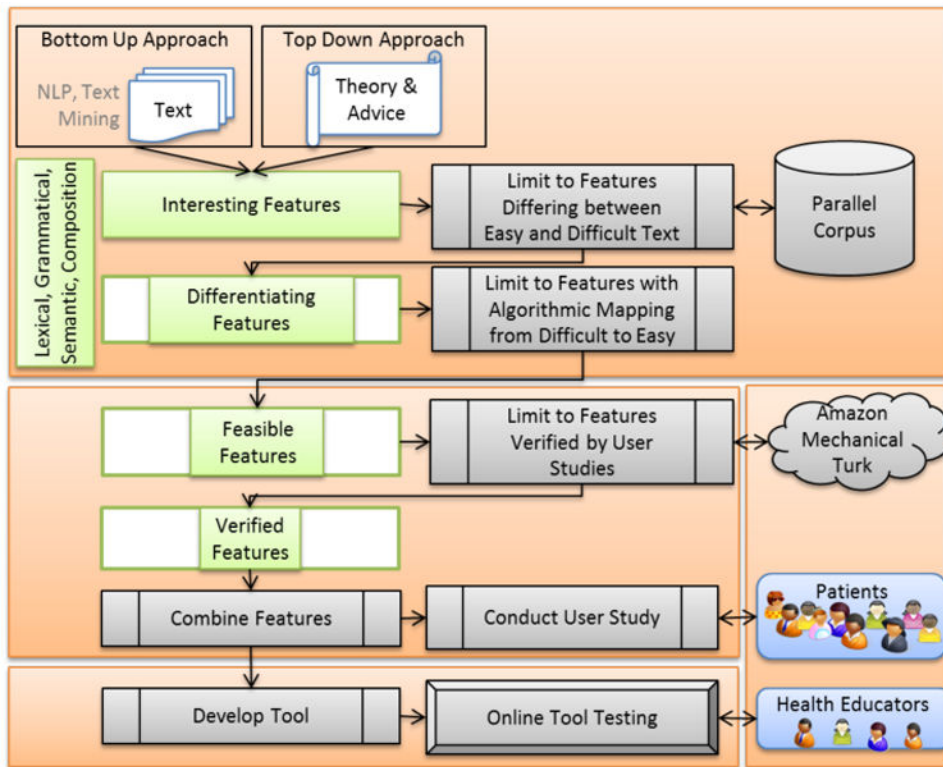 Bottom Up Approach
NLP, Text
Mining
Text
Top Down Approach
Theory &
Advice
Lexical, Grammatical,
Semantic, Composition
Interesting Features
Limit to Features
Differing between
Easy and Difficult Text
Parallel
Corpus
Differentiating
Features
Limit to Features with
Algorithmic Mapping
from Difficult to Easy
Feasible
Features
Limit to Features
Verified by User
Studies
Amazon
Mechanical
Turk
Verified
Features
Combine Features
Conduct User Study
Patients
Develop Tool
Online Tool Testing
Health Educators